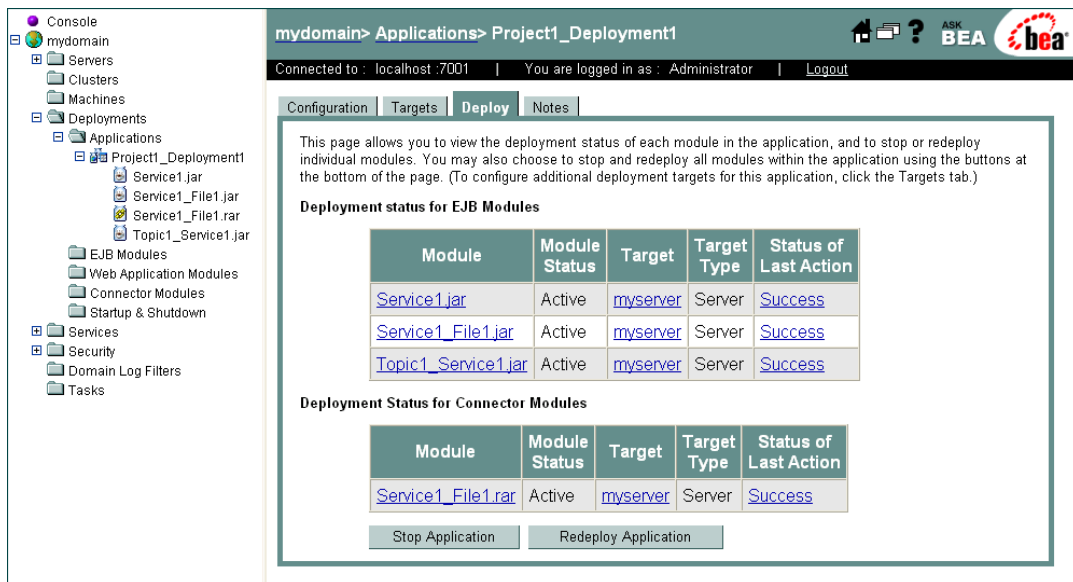 Console
mydomain
Servers
Clusters
Machines
Deployments
Applications
Project1_Deployment1
Service1.jar
Service1_File1.jar
Service1_File1.rar
Topic1_Service1.jar
EJB Modules
Web Application Modules
Connector Modules
Startup & Shutdown
Services
Security
Domain Log Filters
Tasks
mydomain> Applications> Project1_Deployment1
? ASK BEA bea
Connected to : localhost :7001 | You are logged in as : Administrator | Logout
Configuration Targets Deploy Notes
This page allows you to view the deployment status of each module in the application, and to stop or redeploy
individual modules. You may also choose to stop and redeploy all modules within the application using the buttons at
the bottom of the page. (To configure additional deployment targets for this application, click the Targets tab.)
Deployment status for EJB Modules
Module Module Status Target Target Type Status of Last Action
Service1.jar Active myserver Server Success
Service1_File1.jar Active myserver Server Success
Topic1_Service1.jar Active myserver Server Success
Deployment Status for Connector Modules
Module Module Status Target Target Type Status of Last Action
Service1_File1.rar Active myserver Server Success
Stop Application Redeploy Application